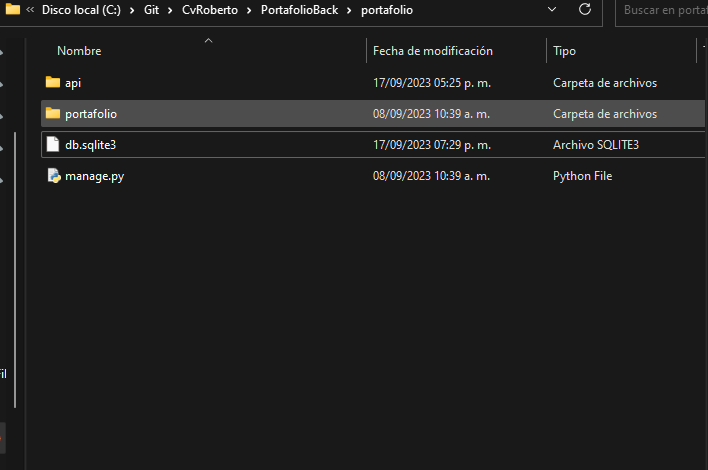 « Disco local (C:) > Git > CvRoberto > PortafolioBack > portafolio
Buscar en porta
Nombre Fecha de modificación Tipo
api 17/09/2023 05:25 p. m. Carpeta de archivos
portafolio 08/09/2023 10:39 a. m. Carpeta de archivos
db.sqlite3 17/09/2023 07:29 p. m. Archivo SQLITE3
manage.py 08/09/2023 10:39 a. m. Python File